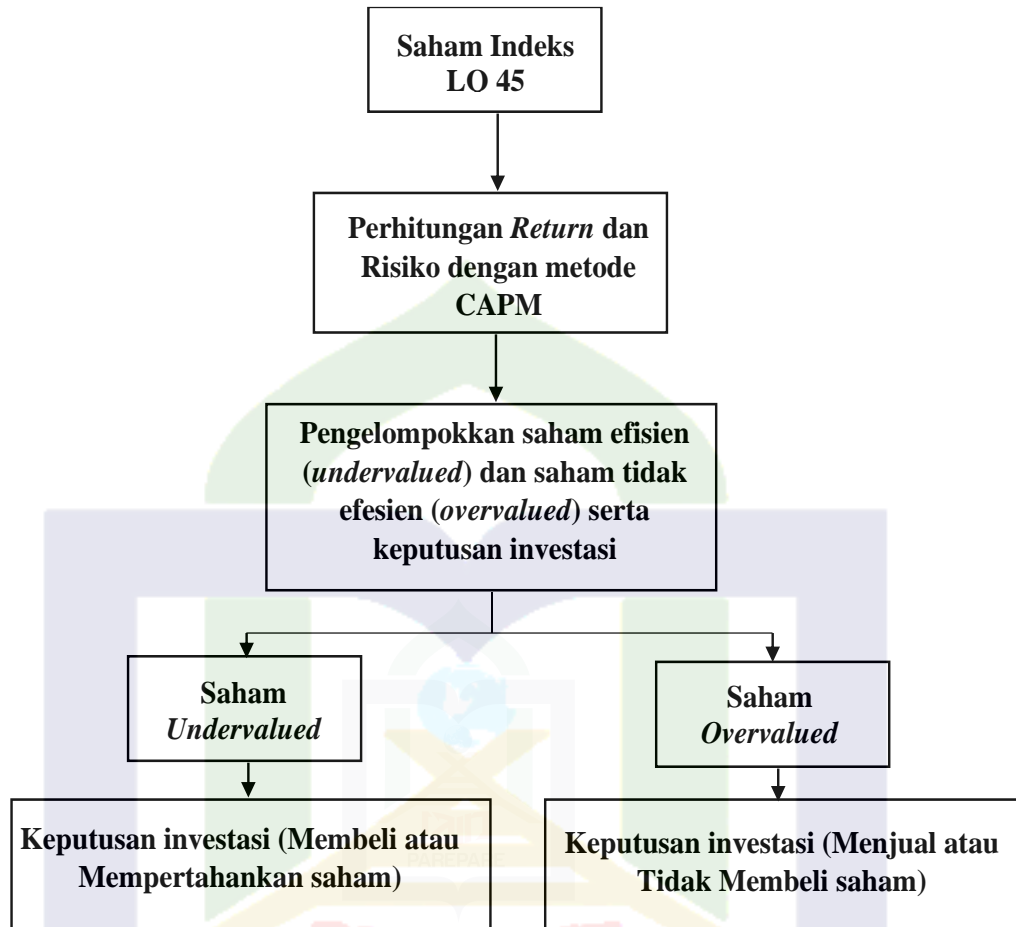 Saham Indeks
LO 45
Perhitungan Return dan
Risiko dengan metode
CAPM
Pengelompokkan saham efisien
(undervalued) dan saham tidak
efesien (overvalued) serta
keputusan investasi
Saham
Undervalued
Saham
Overvalued
Keputusan investasi (Membeli atau
Mempertahankan saham)
Keputusan investasi (Menjual atau
Tidak Membeli saham)
PAREPARE